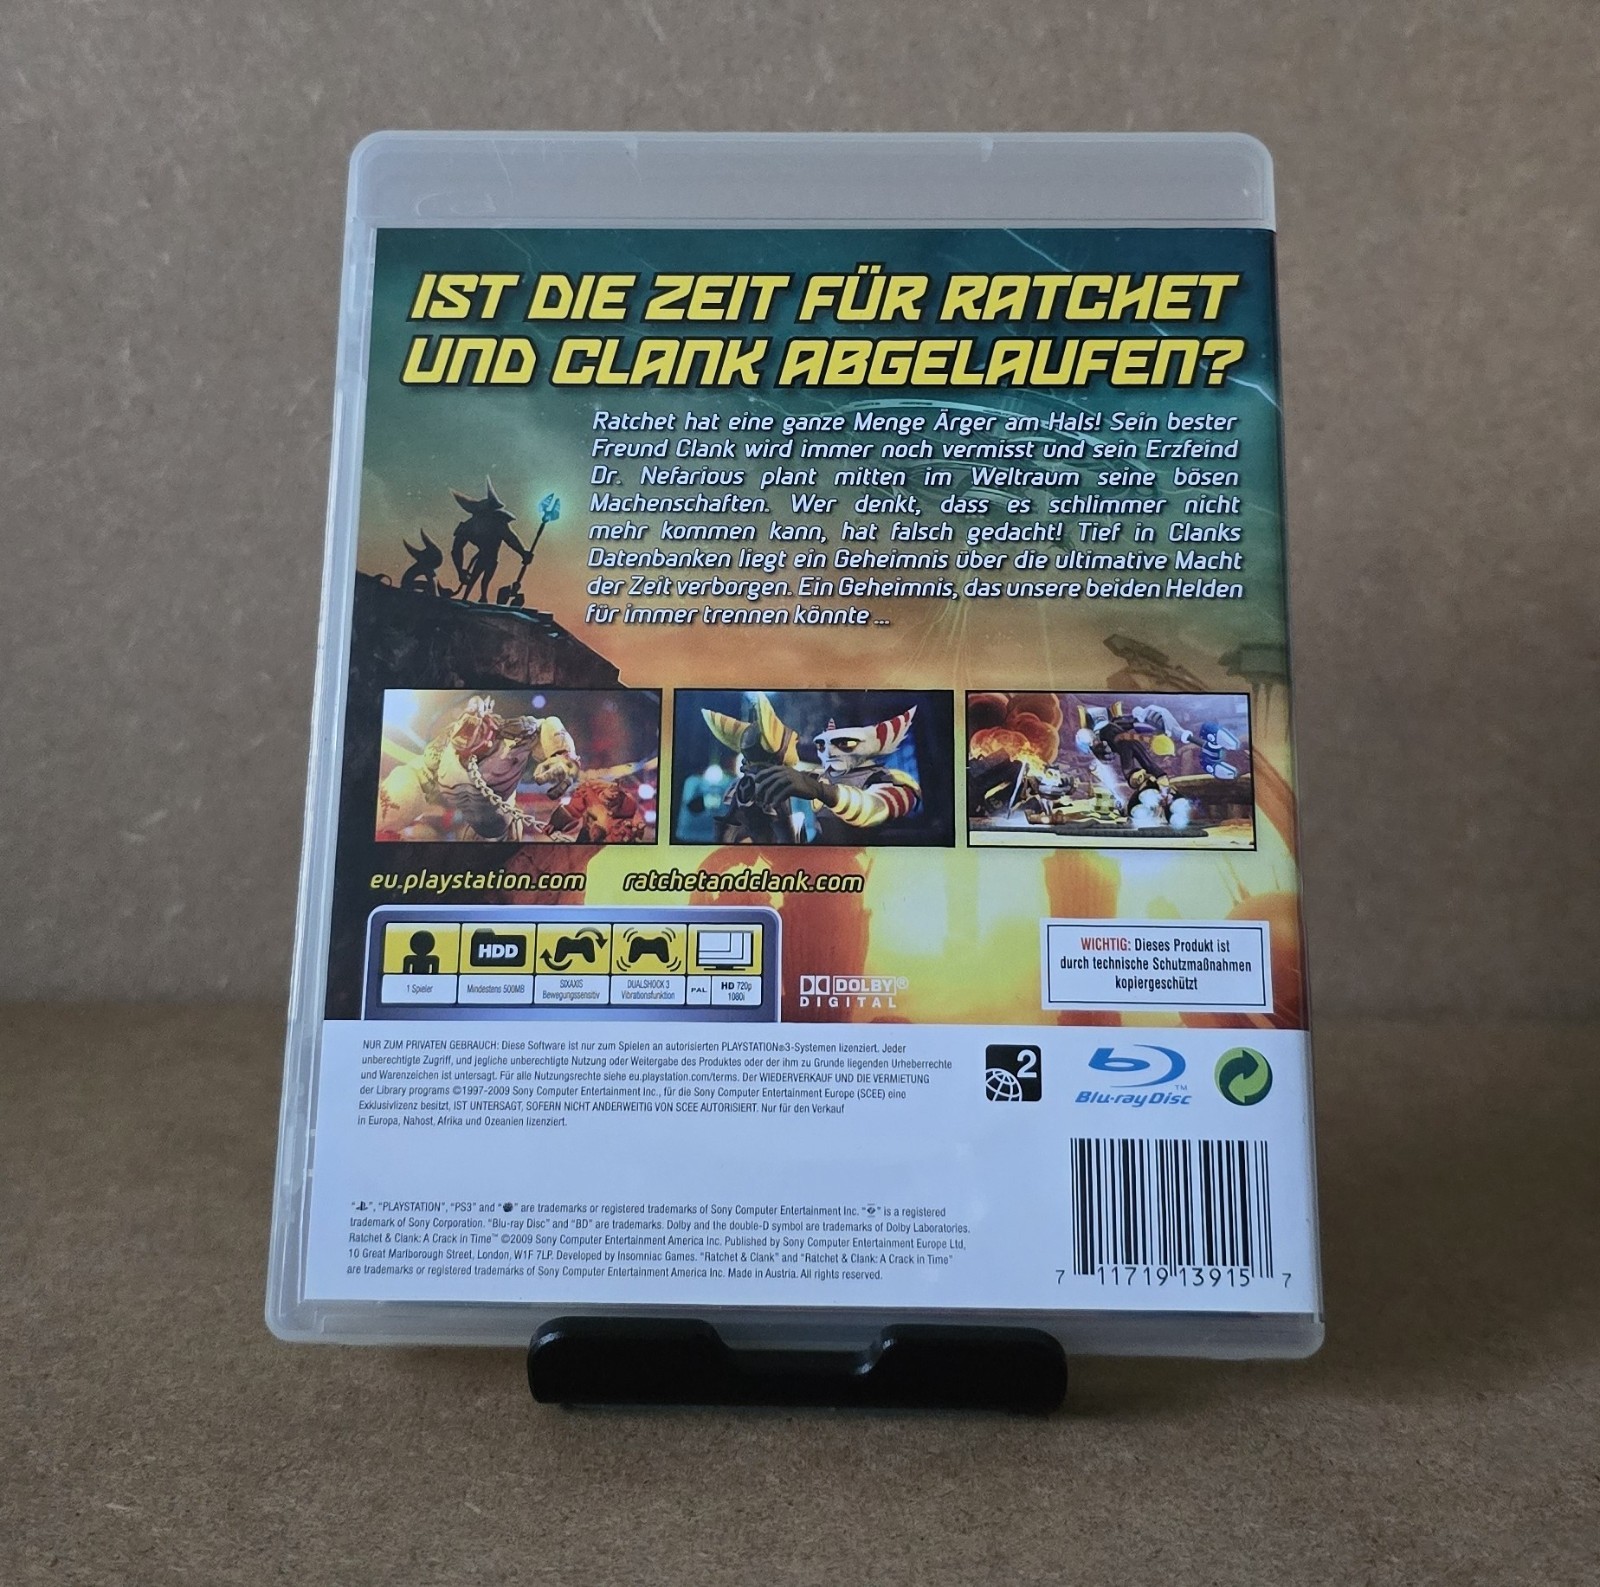 IST DIE ZEIT FÜR RATCHET
UND CLANK ABGELAUFEN?
Ratchet hat eine ganze Menge Ärger am Hals! Sein bester
Freund Clank wird immer noch vermisst und sein Erzfeind
Dr. Nefarious plant mitten im Weltraum seine bösen
Machenschaften. Wer denkt, dass es schlimmer nicht
mehr kommen kann, hat falsch gedacht! Tief in Clanks
Datenbanken liegt ein Geheimnis über die ultimative Macht
der Zeit verborgen. Ein Geheimnis, das unsere beiden Helden
für immer trennen könnte ...
eu.playstation.com ratchetandclank.com
HDD
1 Spieler
Mindestens 500MB
SIXAXIS
Bewegungssensitiv
DUALSHOCK 3
Vibrationsfunktion
PAL
HD 720p
1080i
DOLBY®
DIGITAL
WICHTIG: Dieses Produkt ist
durch technische Schutzmaßnahmen
kopiergeschützt
NUR ZUM PRIVATEN GEBRAUCH: Diese Software ist nur zum Spielen an autorisierten PLAYSTATION®3-Systemen lizenziert. Jeder
unberechtigte Zugriff, und jegliche unberechtigte Nutzung oder Weitergabe des Produktes oder der ihm zu Grunde liegenden Urheberrechte
und Warenzeichen ist untersagt. Für alle Nutzungsrechte siehe eu.playstation.com/terms. Der WIEDERVERKAUF UND DIE VERMIETUNG
der Library programs ©1997-2009 Sony Computer Entertainment Inc., für die Sony Computer Entertainment Europe (SCEE) eine
Exklusivlizenz besitzt, IST UNTERSAGT, SOFERN NICHT ANDERWEITIG VON SCEE AUTORISIERT. Nur für den Verkauf
in Europa, Nahost, Afrika und Ozeanien lizenziert.
2
Blu-ray Disc™
"", "PLAYSTATION", "PS3" and "" are trademarks or registered trademarks of Sony Computer Entertainment Inc. "" is a registered
trademark of Sony Corporation. "Blu-ray Disc" and "BD" are trademarks. Dolby and the double-D symbol are trademarks of Dolby Laboratories.
Ratchet & Clank: A Crack in Time™ ©2009 Sony Computer Entertainment America Inc. Published by Sony Computer Entertainment Europe Ltd,
10 Great Marlborough Street, London, W1F 7LP. Developed by Insomniac Games. "Ratchet & Clank" and "Ratchet & Clank: A Crack in Time"
are trademarks or registered trademarks of Sony Computer Entertainment America Inc. Made in Austria. All rights reserved.
7 11719 13915 7